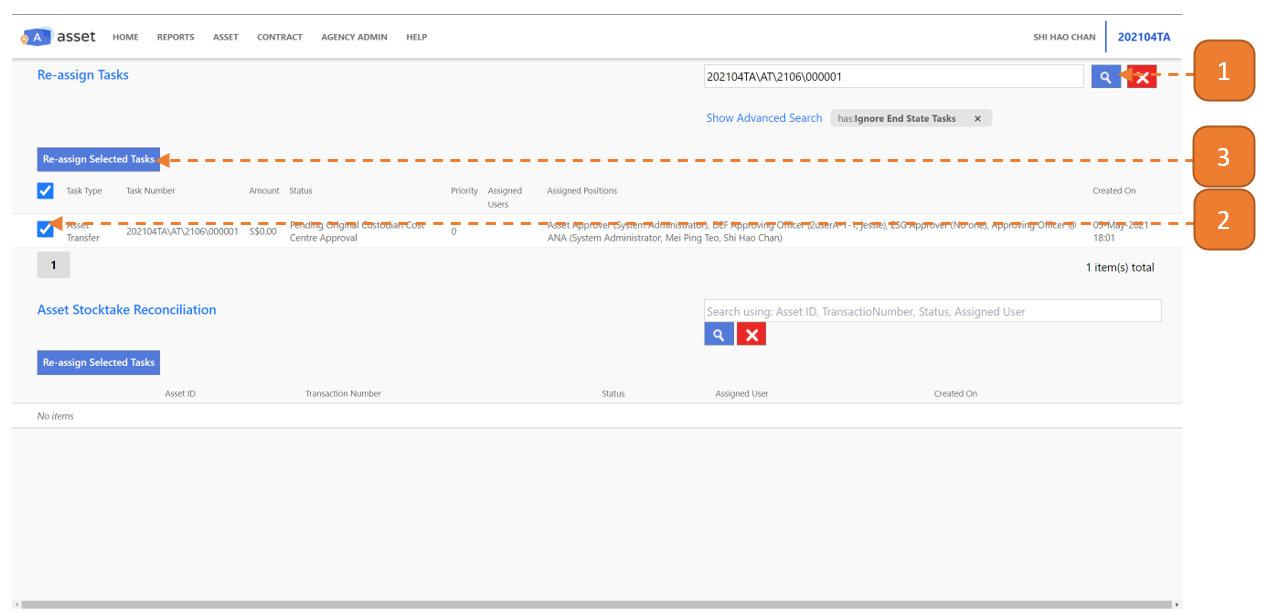 A asset HOME REPORTS ASSET CONTRACT AGENCY ADMIN HELP SHI HAO CHAN 202104TA
1
Re-assign Tasks
202104TA\AT\2106\000001
Show Advanced Search has:Ignore End State Tasks ×
Re-assign Selected Tasks
3
Task Type Task Number Amount Status Priority Assigned Users Assigned Positions Created On
2
Asset Transfer 202104TA\AT\2106\000001 S$0.00 Pending Original Custodian Cost Centre Approval 0 Asset Approver (System Administrator), DZF Approving Officer (2userA-1-1, Jessie), ESG Approver (No one), Approving Officer @ ANA (System Administrator, Mei Ping Teo, Shi Hao Chan) 05-May-2021 18:01
1
1 item(s) total
Asset Stocktake Reconciliation
Search using: Asset ID, TransactioNumber, Status, Assigned User
Re-assign Selected Tasks
Asset ID Transaction Number Status Assigned User Created On
No items